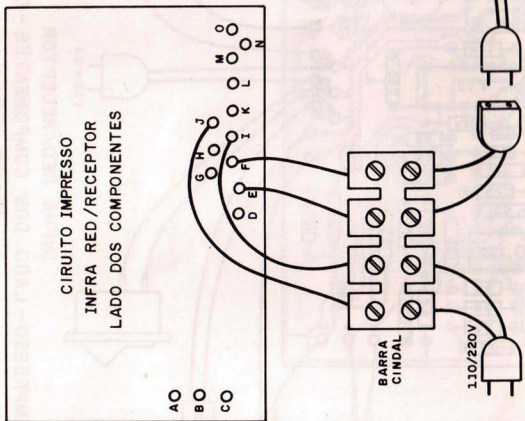 CIRUITO IMPRESSO
INFRA RED /RECEPTOR
LADO DOS COMPONENTES
A
B
C
D
E
F
G
H
I
J
K
L
M
N
O
BARRA
CINDAL
110/220V